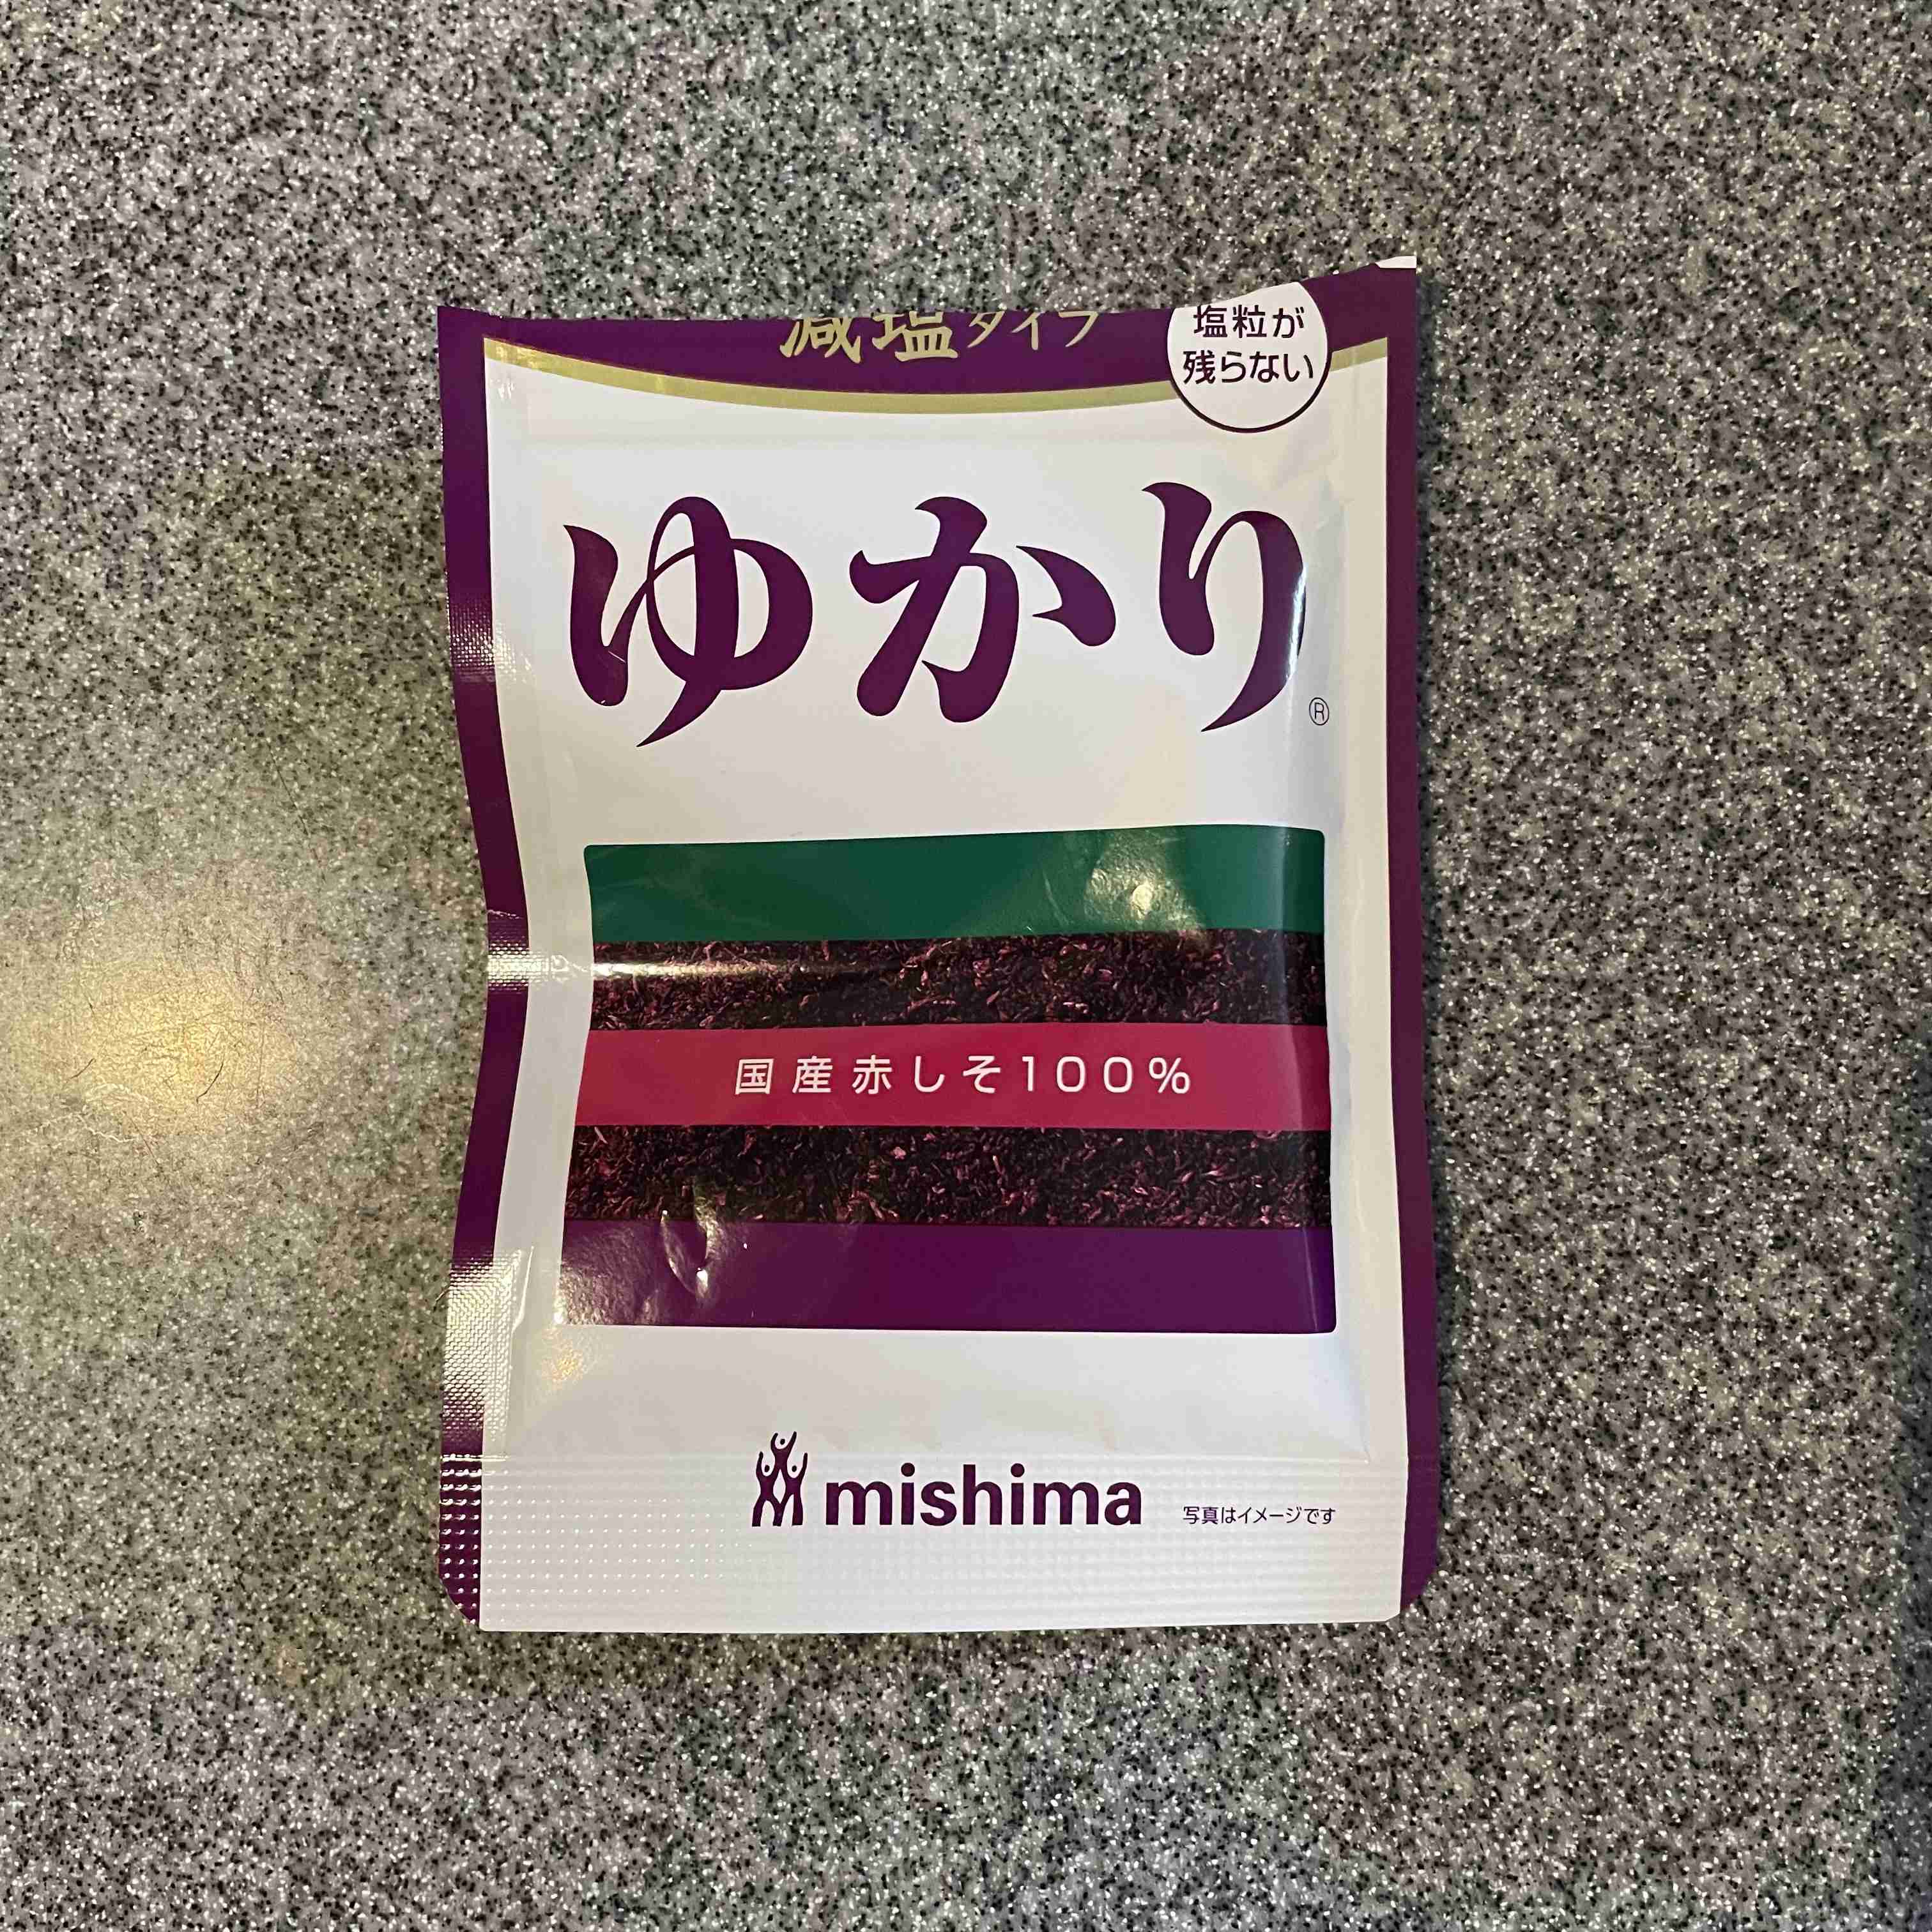 減塩タイプ
塩粒が
残らない
ゆかり®
国産赤しそ100%
mishima
写真はイメージです